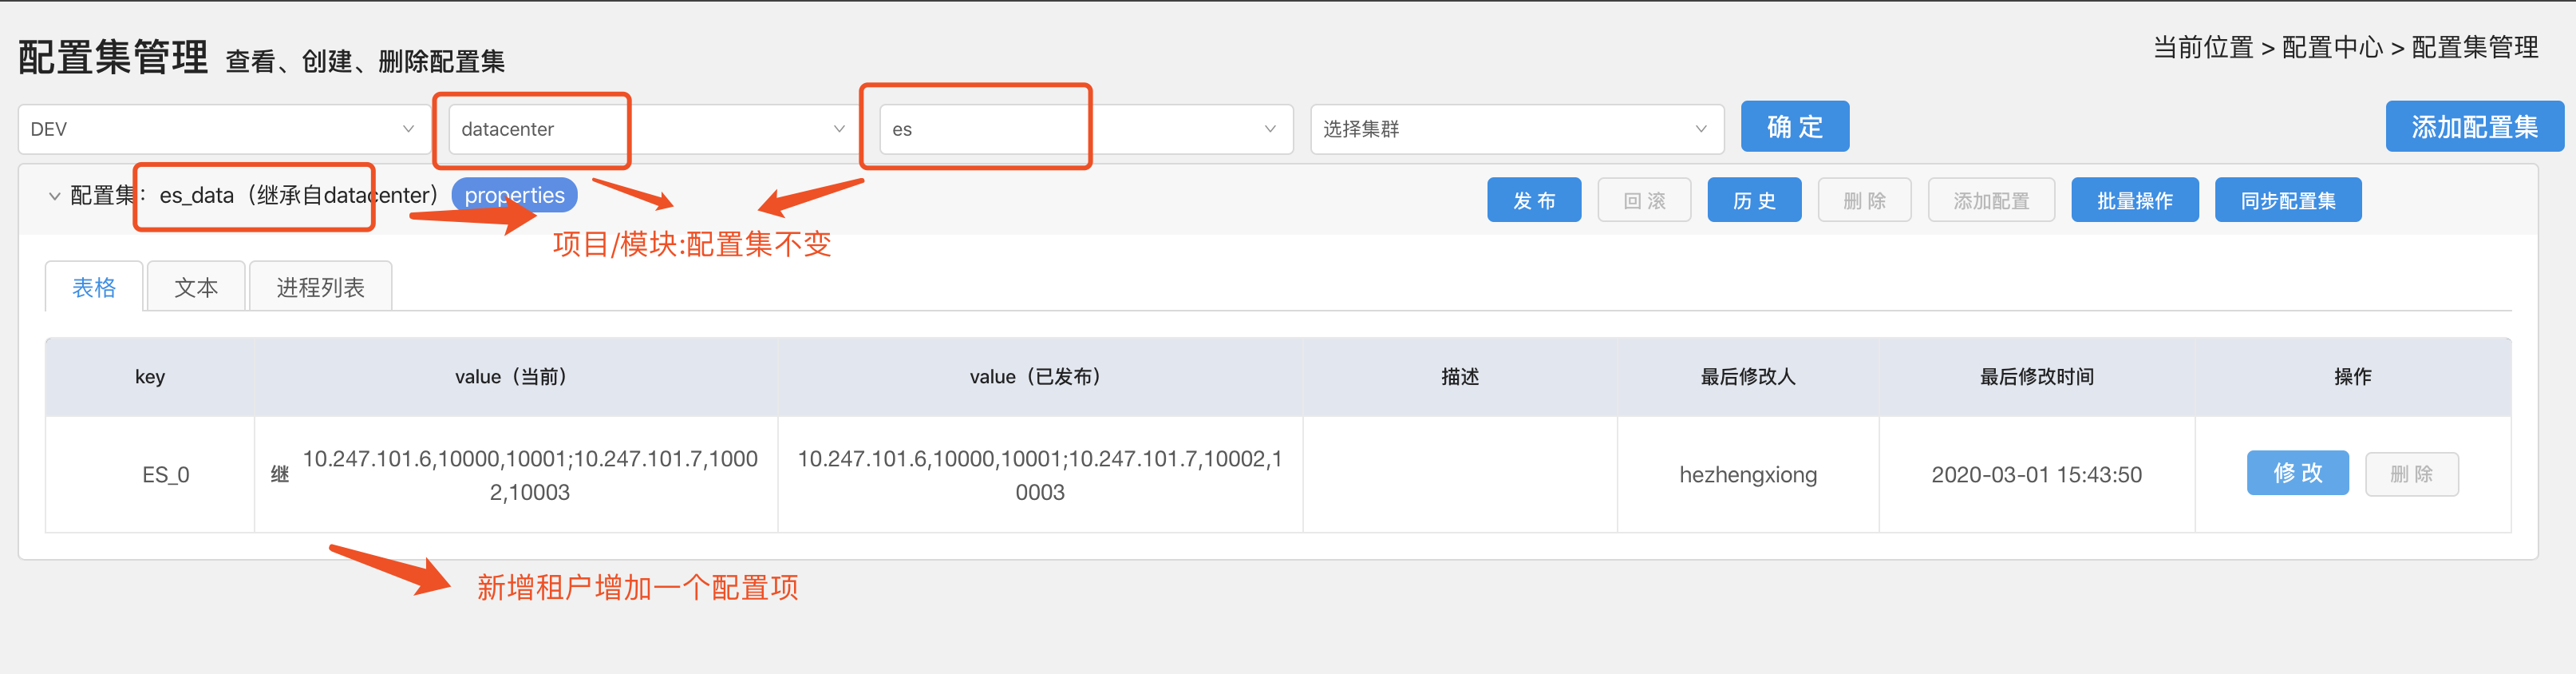 配置集管理 查看、创建、删除配置集
当前位置 > 配置中心 > 配置集管理
DEV datacenter es 选择集群 确 定 添加配置集
配置集：es_data（继承自datacenter） properties 发 布 回 滚 历 史 删 除 添加配置 批量操作 同步配置集
项目/模块:配置集不变
表格 文本 进程列表
key value（当前） value（已发布） 描述 最后修改人 最后修改时间 操作
ES_0 继 10.247.101.6,10000,10001;10.247.101.7,1000 10.247.101.6,10000,10001;10.247.101.7,10002,1 hezhengxiong 2020-03-01 15:43:50 修 改 删 除
2,10003 0003
新增租户增加一个配置项